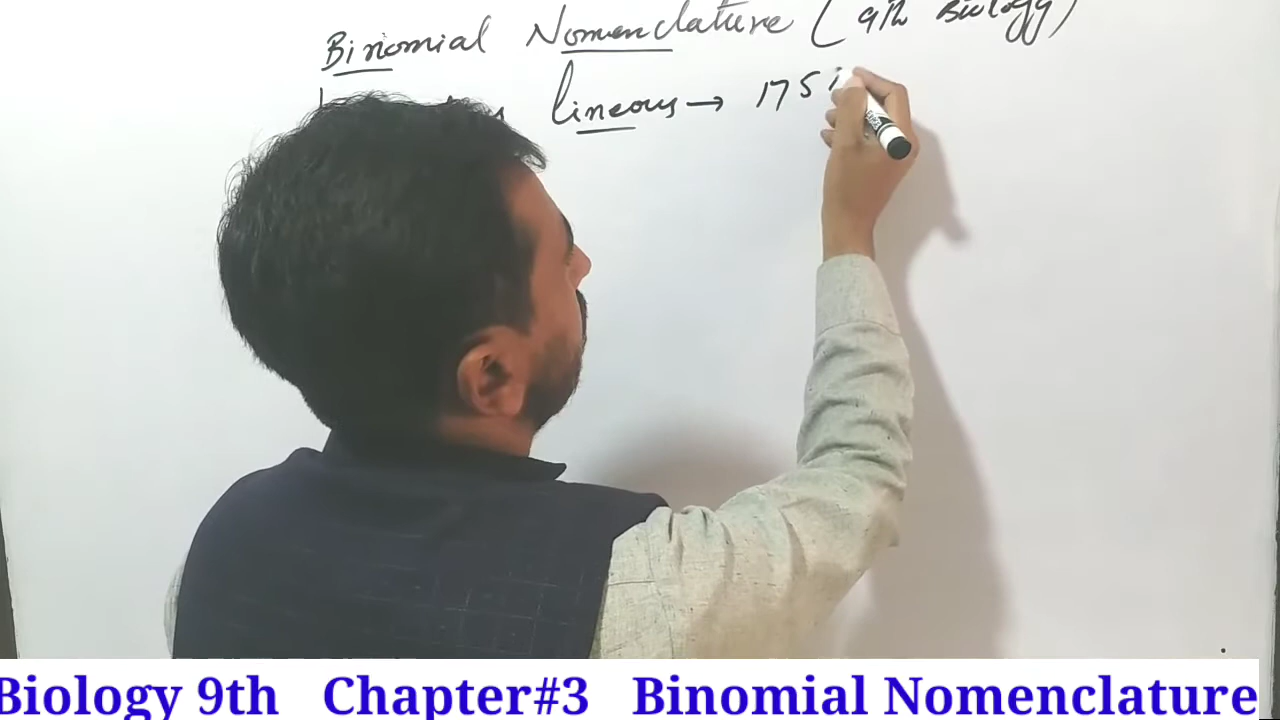 Binomial Nomenclature (9th Biology)
lineous → 175
Biology 9th Chapter#3 Binomial Nomenclature